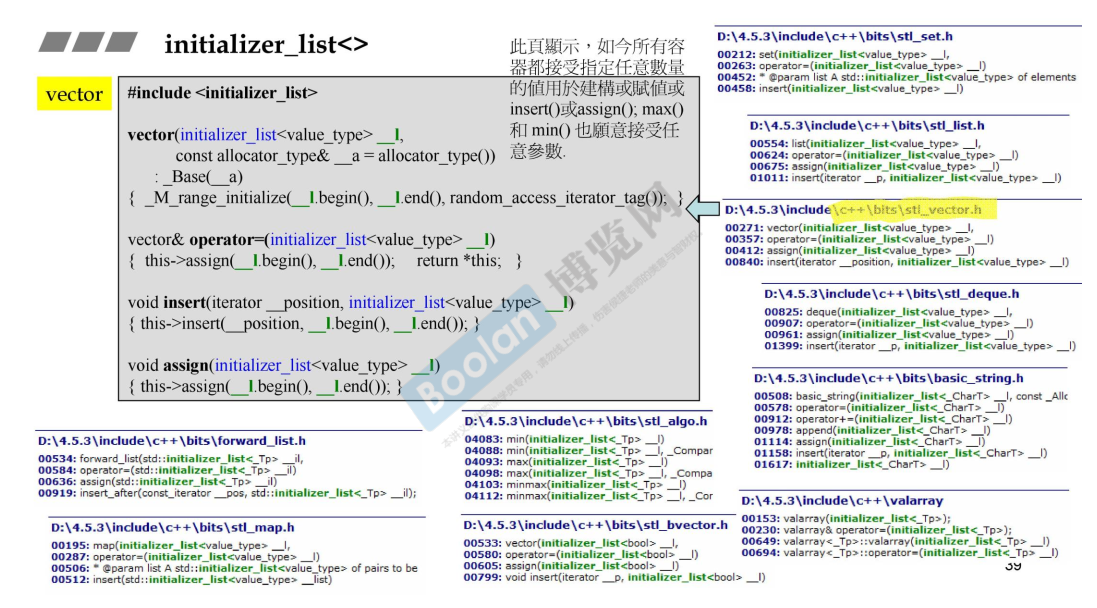 initializer_list<>
此頁顯示，如今所有容
器都接受指定任意數量
的值用於建構或賦值或
insert()或assign(); max()
和 min() 也願意接受任
意參數.
vector
#include <initializer_list>
vector(initializer_list<value_type> __l,
const allocator_type& __a = allocator_type())
: _Base(__a)
{ _M_range_initialize(__l.begin(), __l.end(), random_access_iterator_tag()); }
vector& operator=(initializer_list<value_type> __l)
{ this->assign(__l.begin(), __l.end()); return *this; }
void insert(iterator __position, initializer_list<value_type> __l)
{ this->insert(__position, __l.begin(), __l.end()); }
void assign(initializer_list<value_type> __l)
{ this->assign(__l.begin(), __l.end()); }
Boolan 博览网
D:\4.5.3\include\c++\bits\stl_set.h
00212: set(initializer_list<value_type> __l,
00263: operator=(initializer_list<value_type> __l)
00452: * @param list A std::initializer_list<value_type> of elements
00458: insert(initializer_list<value_type> __l)
D:\4.5.3\include\c++\bits\stl_list.h
00554: list(initializer_list<value_type> __l,
00624: operator=(initializer_list<value_type> __l)
00675: assign(initializer_list<value_type> __l)
01011: insert(iterator __p, initializer_list<value_type> __l)
D:\4.5.3\include\c++\bits\stl_vector.h
00271: vector(initializer_list<value_type> __l,
00357: operator=(initializer_list<value_type> __l)
00412: assign(initializer_list<value_type> __l)
00840: insert(iterator __position, initializer_list<value_type> __l)
D:\4.5.3\include\c++\bits\stl_deque.h
00825: deque(initializer_list<value_type> __l,
00907: operator=(initializer_list<value_type> __l)
00961: assign(initializer_list<value_type> __l)
01399: insert(iterator __p, initializer_list<value_type> __l)
D:\4.5.3\include\c++\bits\basic_string.h
00508: basic_string(initializer_list<_CharT> __l, const _Allc
00578: operator=(initializer_list<_CharT> __l)
00912: operator+=(initializer_list<_CharT> __l)
00978: append(initializer_list<_CharT> __l)
01114: assign(initializer_list<_CharT> __l)
01158: insert(iterator __p, initializer_list<_CharT> __l)
01617: initializer_list<_CharT> __l)
D:\4.5.3\include\c++\bits\forward_list.h
00534: forward_list(std::initializer_list<_Tp> __il,
00584: operator=(std::initializer_list<_Tp> __il)
00636: assign(std::initializer_list<_Tp> __il)
00919: insert_after(const_iterator __pos, std::initializer_list<_Tp> __il);
D:\4.5.3\include\c++\bits\stl_algo.h
04083: min(initializer_list<_Tp> __l)
04088: min(initializer_list<_Tp> __l, _Compar
04093: max(initializer_list<_Tp> __l)
04098: max(initializer_list<_Tp> __l, _Compa
04103: minmax(initializer_list<_Tp> __l)
04112: minmax(initializer_list<_Tp> __l, _Cor
D:\4.5.3\include\c++\bits\stl_map.h
00195: map(initializer_list<value_type> __l,
00287: operator=(initializer_list<value_type> __l)
00506: * @param list A std::initializer_list<value_type> of pairs to be
00512: insert(std::initializer_list<value_type> __list)
D:\4.5.3\include\c++\bits\stl_bvector.h
00533: vector(initializer_list<bool> __l,
00580: operator=(initializer_list<bool> __l)
00605: assign(initializer_list<bool> __l)
00799: void insert(iterator __p, initializer_list<bool> __l)
D:\4.5.3\include\c++\valarray
00153: valarray(initializer_list<_Tp>);
00230: valarray& operator=(initializer_list<_Tp>);
00649: valarray<_Tp>::valarray(initializer_list<_Tp> __l)
00694: valarray<_Tp>::operator=(initializer_list<_Tp> __l)
39